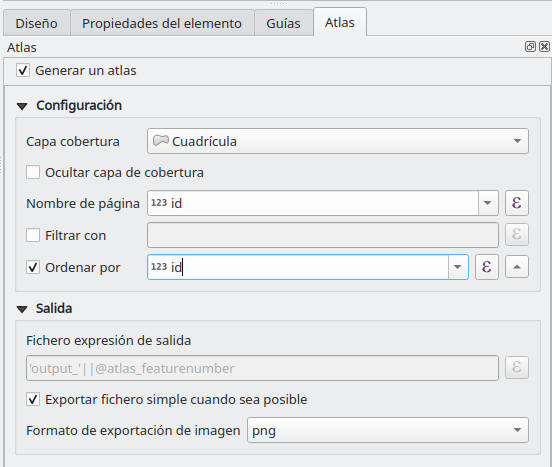 Diseño Propiedades del elemento Guías Atlas
Atlas
Generar un atlas
Configuración
Capa cobertura Cuadrícula
Ocultar capa de cobertura
Nombre de página 123 id ε
Filtrar con ε
Ordenar por 123 id ε
Salida
Fichero expresión de salida
'output_'||@atlas_featurenumber ε
Exportar fichero simple cuando sea posible
Formato de exportación de imagen png